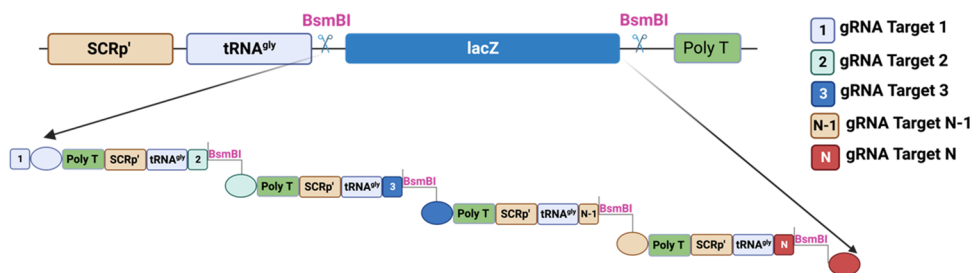 BsmBI BsmBI
SCRp' tRNAgly lacZ Poly T
1 gRNA Target 1
2 gRNA Target 2
3 gRNA Target 3
N-1 gRNA Target N-1
N gRNA Target N
1 Poly T SCRp' tRNAgly 2 BsmBI
Poly T SCRp' tRNAgly 3 BsmBI
Poly T SCRp' tRNAgly N-1 BsmBI
Poly T SCRp' tRNAgly N BsmBI